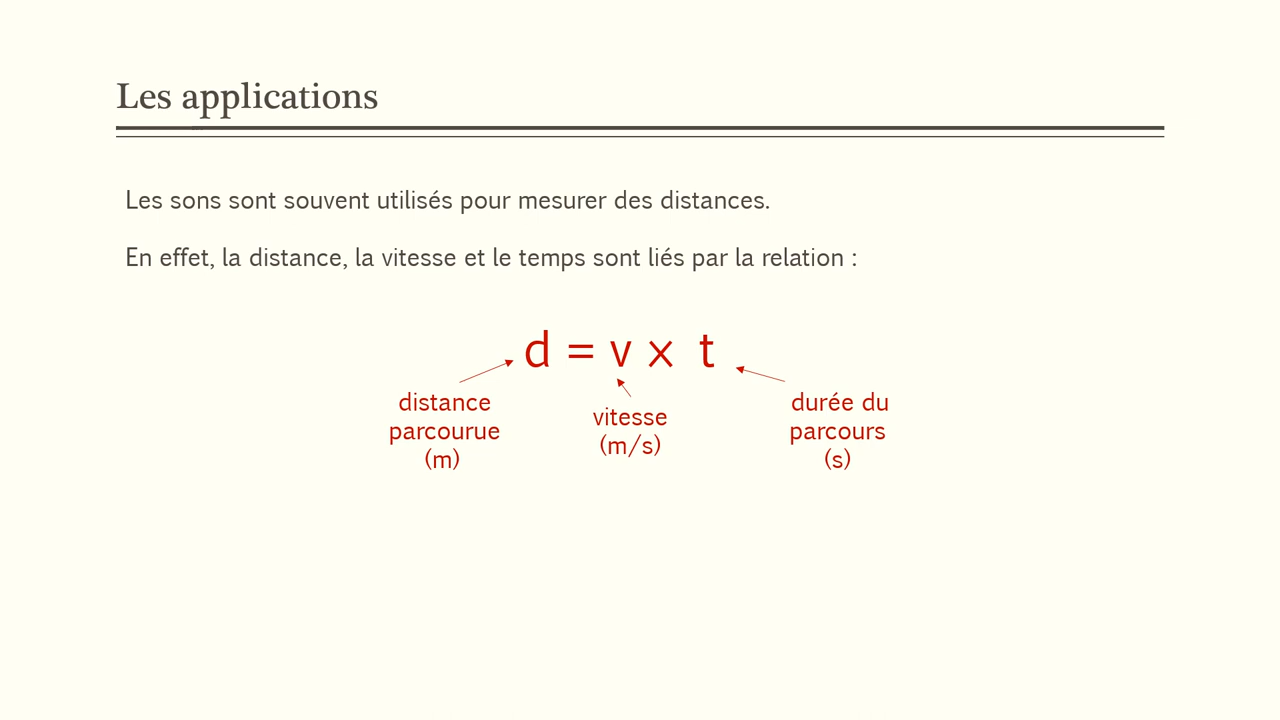 Les applications
Les sons sont souvent utilisés pour mesurer des distances.
En effet, la distance, la vitesse et le temps sont liés par la relation :
d = v × t
distance
parcourue
(m)
vitesse
(m/s)
durée du
parcours
(s)